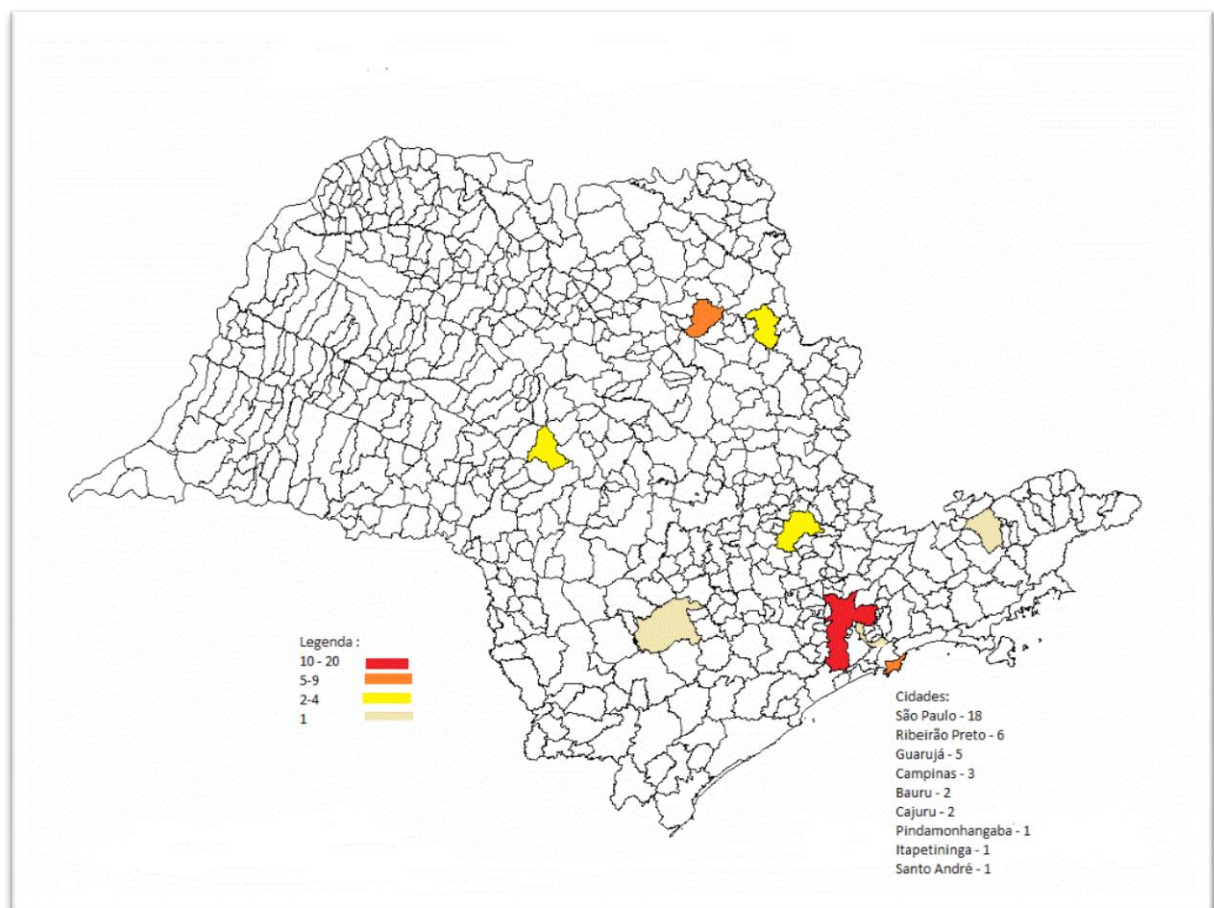 Legenda :
10 - 20
5-9
2-4
1
Cidades:
São Paulo - 18
Ribeirão Preto - 6
Guarujá - 5
Campinas - 3
Bauru - 2
Cajuru - 2
Pindamonhangaba - 1
Itapetininga - 1
Santo André - 1